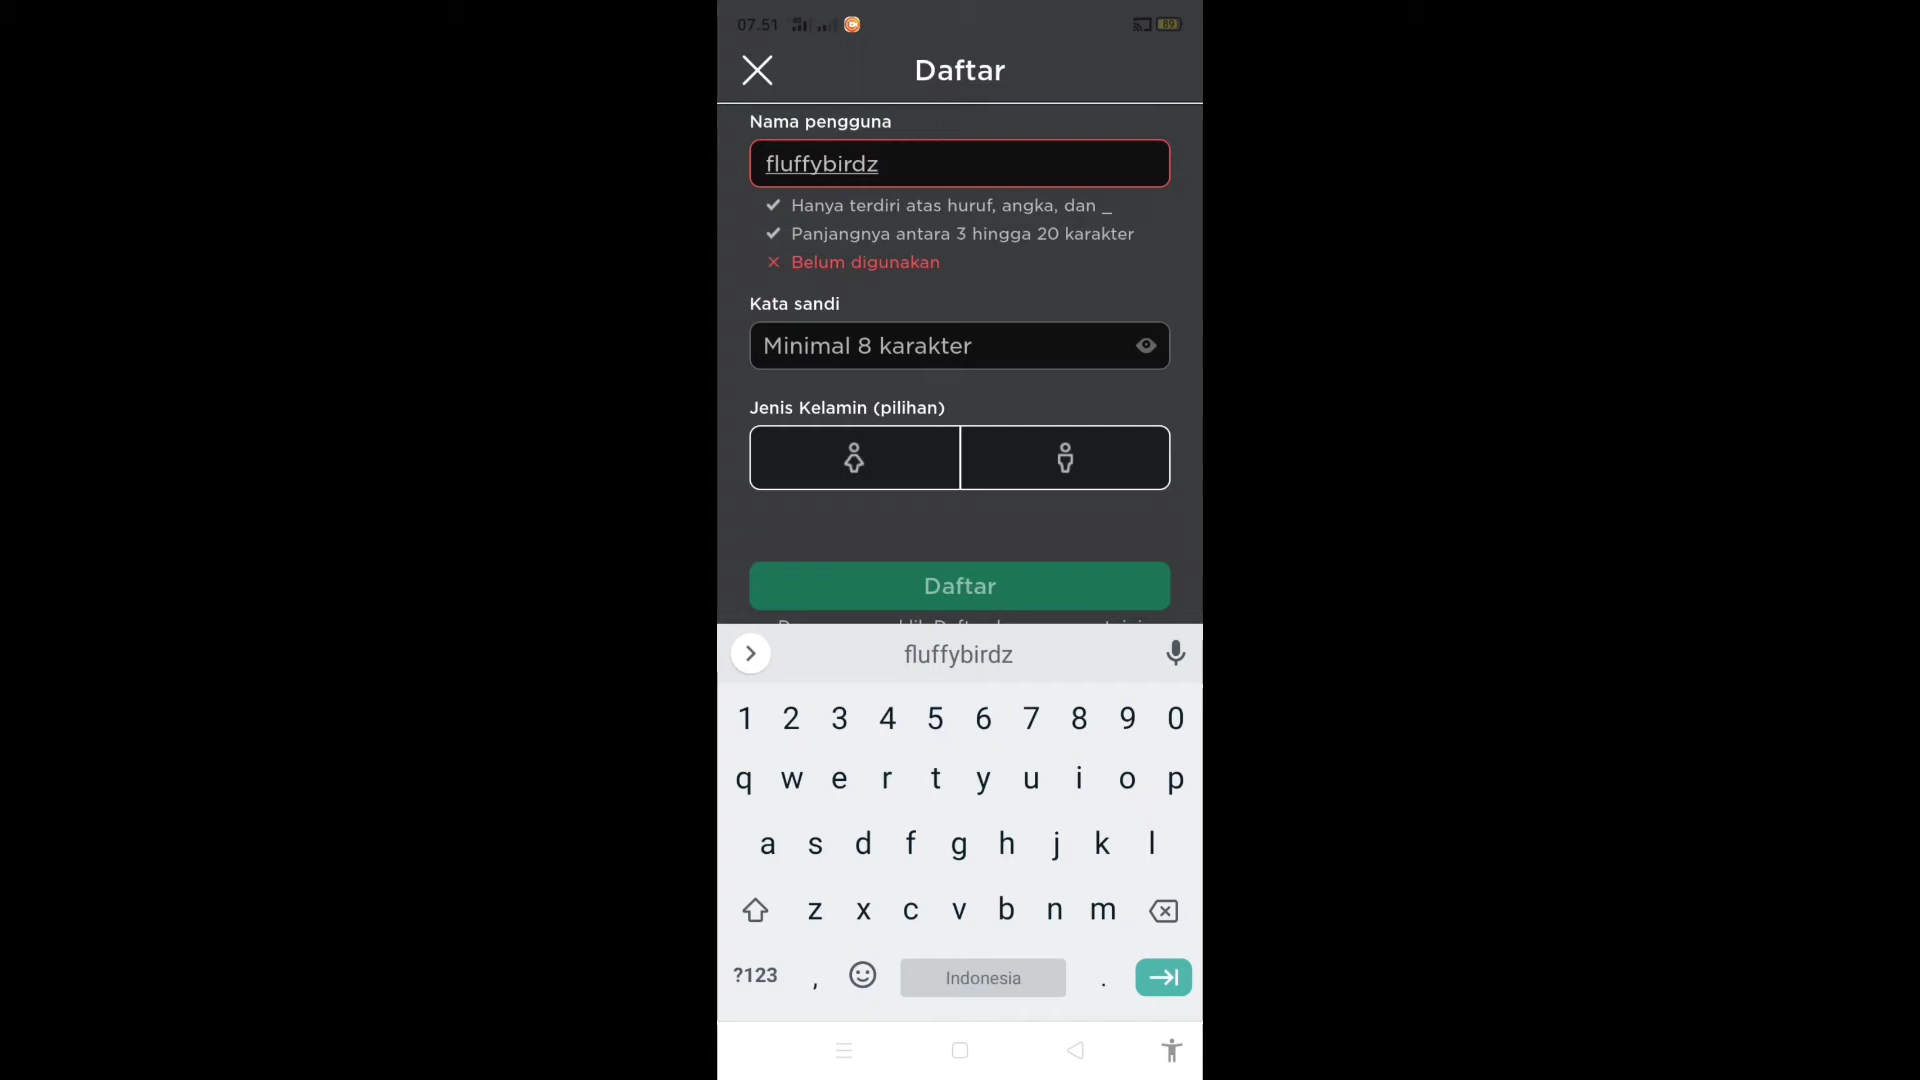 07.51
89
Daftar
Nama pengguna
fluffybirdz
Hanya terdiri atas huruf, angka, dan _
Panjangnya antara 3 hingga 20 karakter
Belum digunakan
Kata sandi
Minimal 8 karakter
Jenis Kelamin (pilihan)
Daftar
fluffybirdz
1 2 3 4 5 6 7 8 9 0
q w e r t y u i o p
a s d f g h j k l
z x c v b n m
?123 , Indonesia .